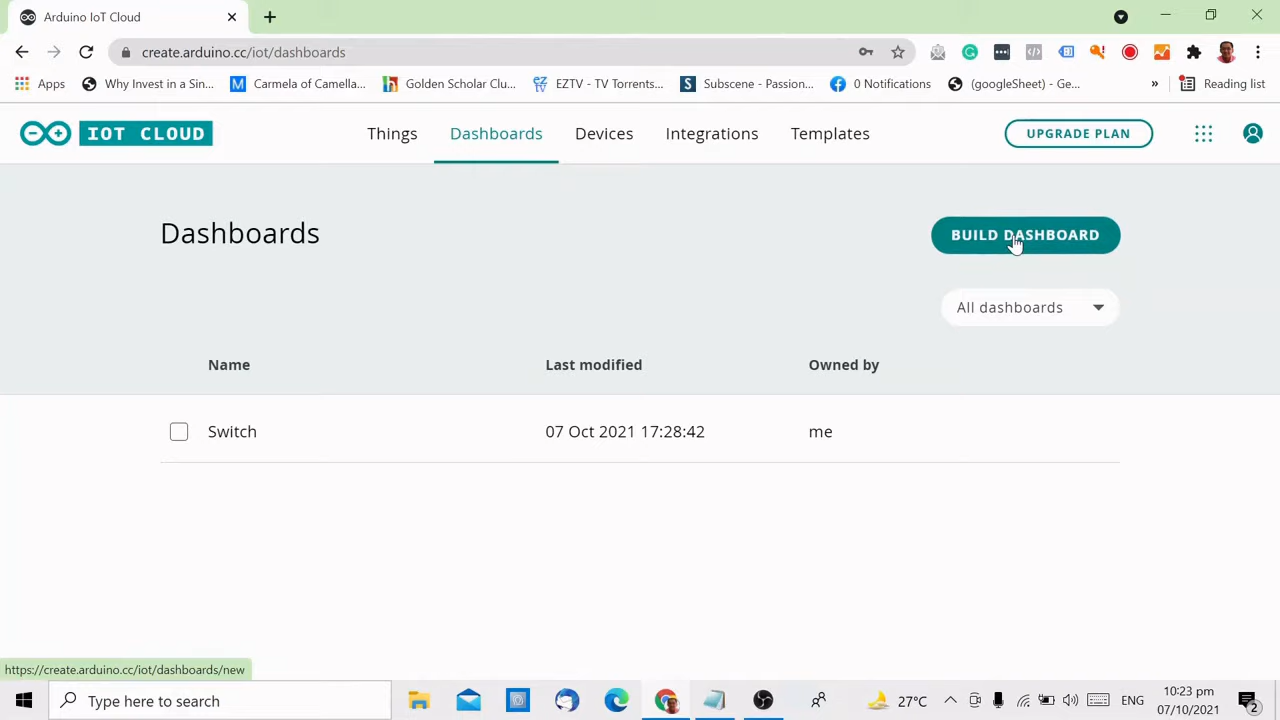 Arduino IoT Cloud
create.arduino.cc/iot/dashboards
Apps
Why Invest in a Sin...
Carmela of Camella...
Golden Scholar Clu...
EZTV - TV Torrents...
Subscene - Passion...
0 Notifications
(googleSheet) - Ge...
»
Reading list
IOT CLOUD
Things
Dashboards
Devices
Integrations
Templates
UPGRADE PLAN
Dashboards
BUILD DASHBOARD
All dashboards
Name
Last modified
Owned by
Switch
07 Oct 2021 17:28:42
me
https://create.arduino.cc/iot/dashboards/new
Type here to search
27°C
ENG
10:23 pm
07/10/2021
2